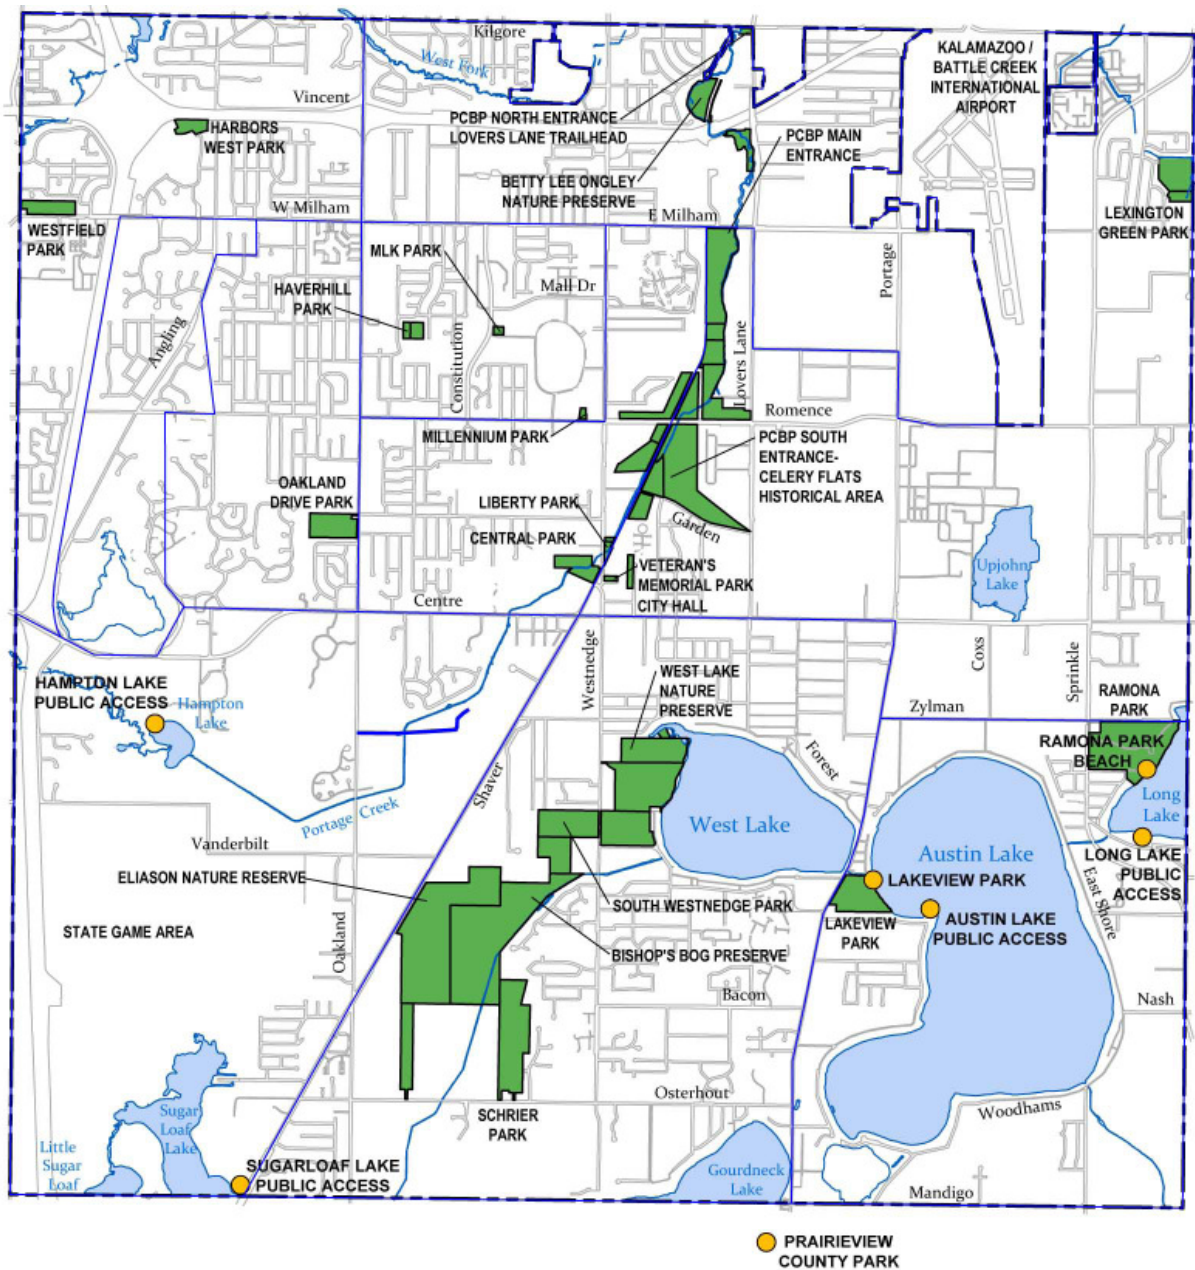 Kilgore
West Fork
KALAMAZOO /
BATTLE CREEK
INTERNATIONAL
AIRPORT
Vincent
PCBP NORTH ENTRANCE
LOVERS LANE TRAILHEAD
HARBORS
WEST PARK
PCBP MAIN
ENTRANCE
BETTY LEE ONGLEY
NATURE PRESERVE
W Milham
E Milham
LEXINGTON
GREEN PARK
WESTFIELD
PARK
MLK PARK
Portage
Mall Dr
HAVERHILL
PARK
Angling
Constitution
Lovers Lane
Romence
MILLENNIUM PARK
PCBP SOUTH
ENTRANCE-
CELERY FLATS
HISTORICAL AREA
OAKLAND
DRIVE PARK
LIBERTY PARK
Garden
CENTRAL PARK
VETERAN'S
MEMORIAL PARK
CITY HALL
Upjohn
Lake
Centre
Westnedge
Coxs
Sprinkle
WEST LAKE
NATURE
PRESERVE
HAMPTON LAKE
PUBLIC ACCESS
Hampton
Lake
Zylman
RAMONA
PARK
RAMONA PARK
BEACH
Forest
Shaver
Long
Lake
Portage Creek
Vanderbilt
West Lake
Austin Lake
LONG LAKE
PUBLIC
ACCESS
East Shore
ELIASON NATURE RESERVE
LAKEVIEW PARK
SOUTH WESTNEDGE PARK
LAKEVIEW
PARK
AUSTIN LAKE
PUBLIC ACCESS
STATE GAME AREA
Oakland
BISHOP'S BOG PRESERVE
Bacon
Nash
Osterhout
Woodhams
SCHRIER
PARK
Sugar
Loaf
Lake
Little
Sugar
Loaf
SUGARLOAF LAKE
PUBLIC ACCESS
Gourdneck
Lake
Mandigo
PRAIRIEVIEW
COUNTY PARK